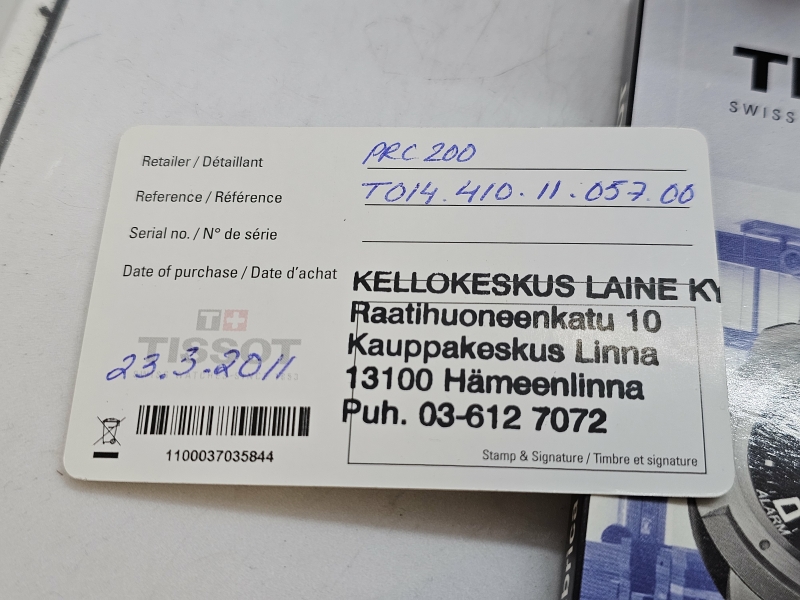 Retailer / Détaillant
PRC 200
Reference / Référence
T014.410.11.057.00
Serial no. / N° de série
Date of purchase / Date d'achat
KELLOKESKUS LAINE KY
Raatihuoneenkatu 10
Kauppakeskus Linna
13100 Hämeenlinna
Puh. 03-612 7072
TISSOT
23.3.2011
1100037035844
Stamp & Signature / Timbre et signature
SWISS
ALARM